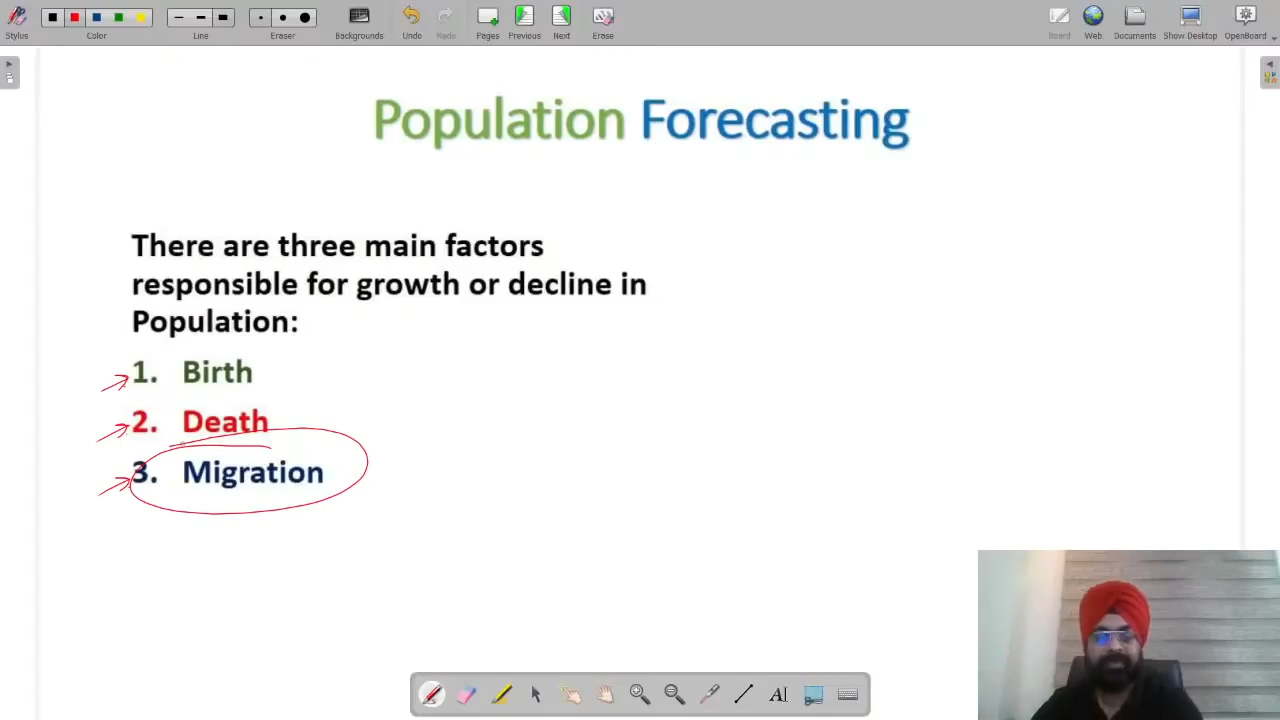 Stylus
Color
Line
Eraser
Backgrounds
Undo
Redo
Pages
Previous
Next
Erase
Board
Web
Documents
Show Desktop
OpenBoard
Population Forecasting
There are three main factors
responsible for growth or decline in
Population:
1. Birth
2. Death
3. Migration
AI